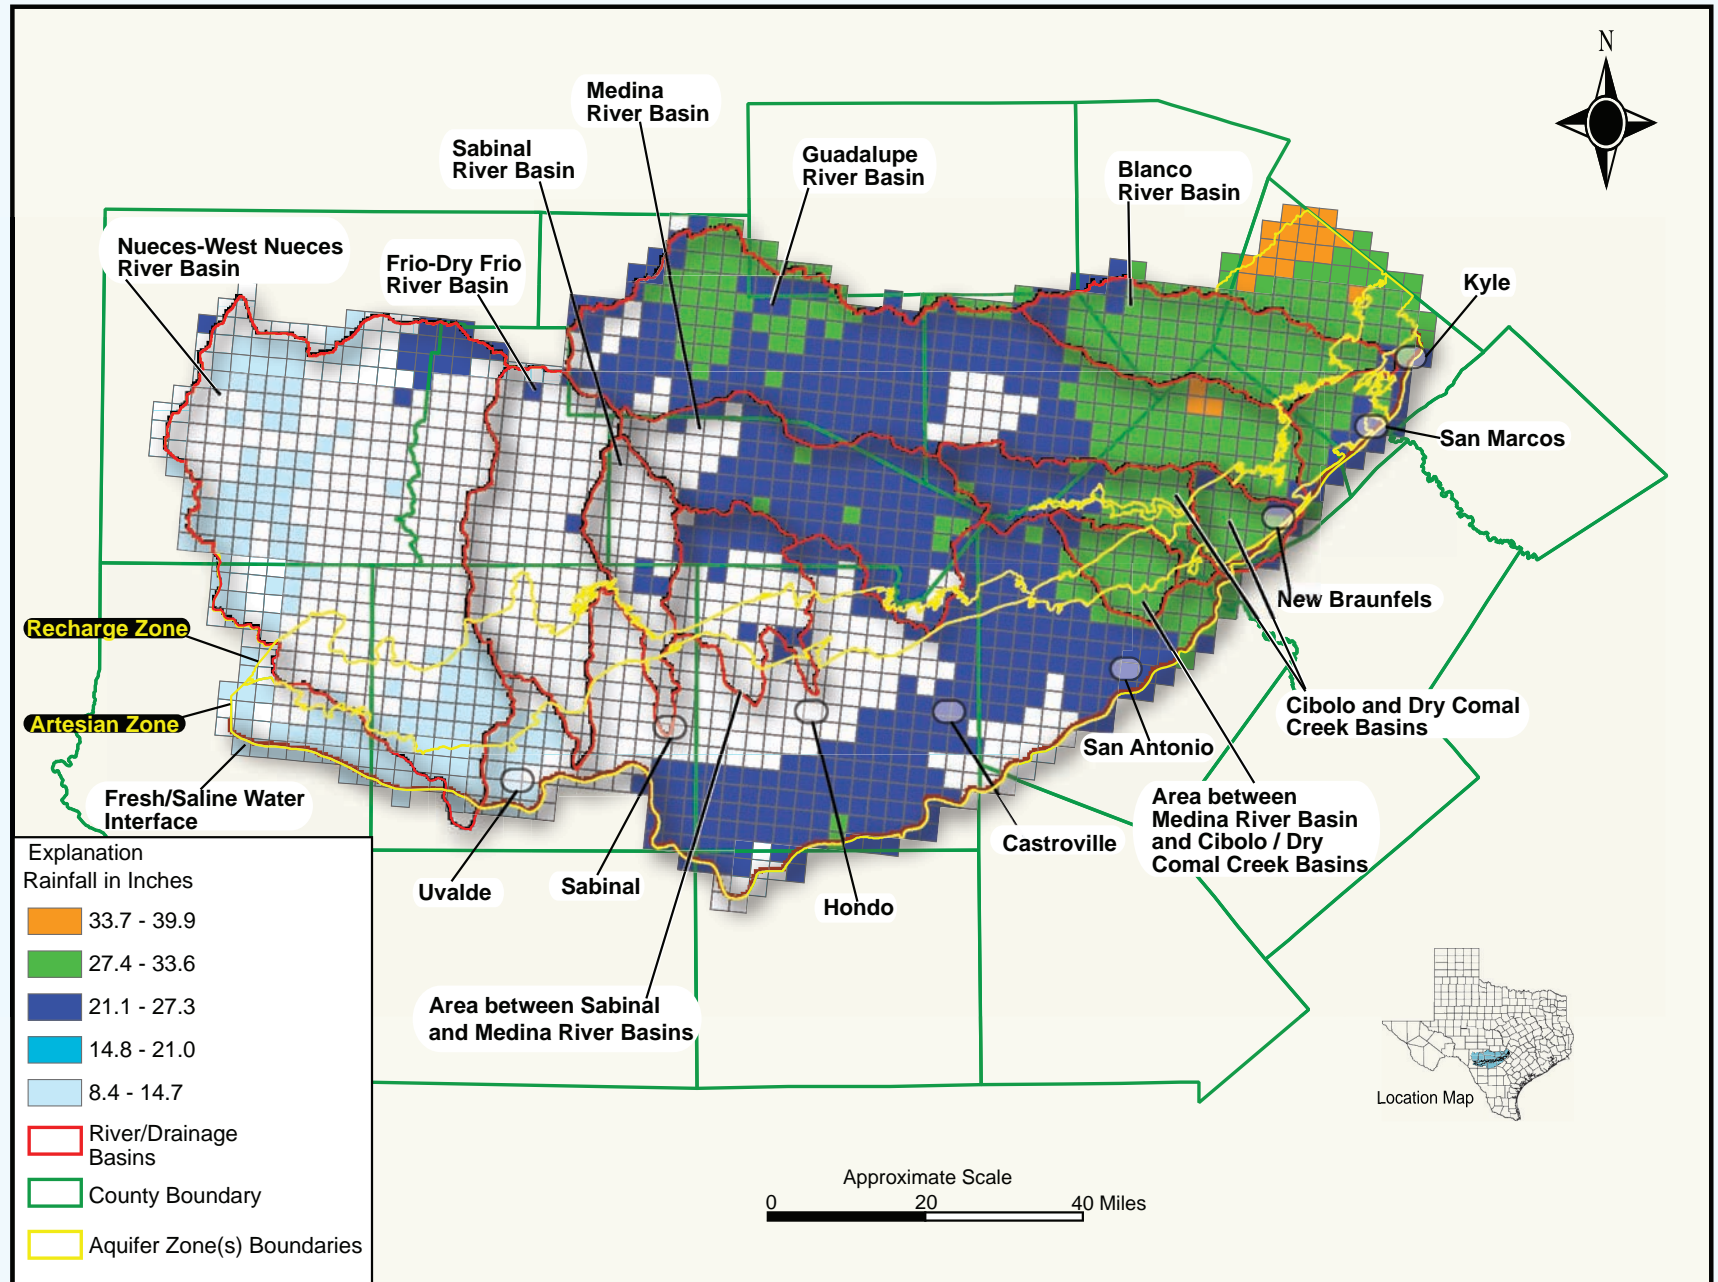 N
Medina
River Basin
Sabinal
River Basin
Guadalupe
River Basin
Blanco
River Basin
Nueces-West Nueces
River Basin
Frio-Dry Frio
River Basin
Kyle
San Marcos
New Braunfels
Recharge Zone
Artesian Zone
Cibolo and Dry Comal
Creek Basins
San Antonio
Fresh/Saline Water
Interface
Area between
Medina River Basin
and Cibolo / Dry
Comal Creek Basins
Castroville
Uvalde
Sabinal
Hondo
Area between Sabinal
and Medina River Basins
Explanation
Rainfall in Inches
33.7 - 39.9
27.4 - 33.6
21.1 - 27.3
14.8 - 21.0
8.4 - 14.7
River/Drainage
Basins
County Boundary
Aquifer Zone(s) Boundaries
Approximate Scale
0 20 40 Miles
Location Map